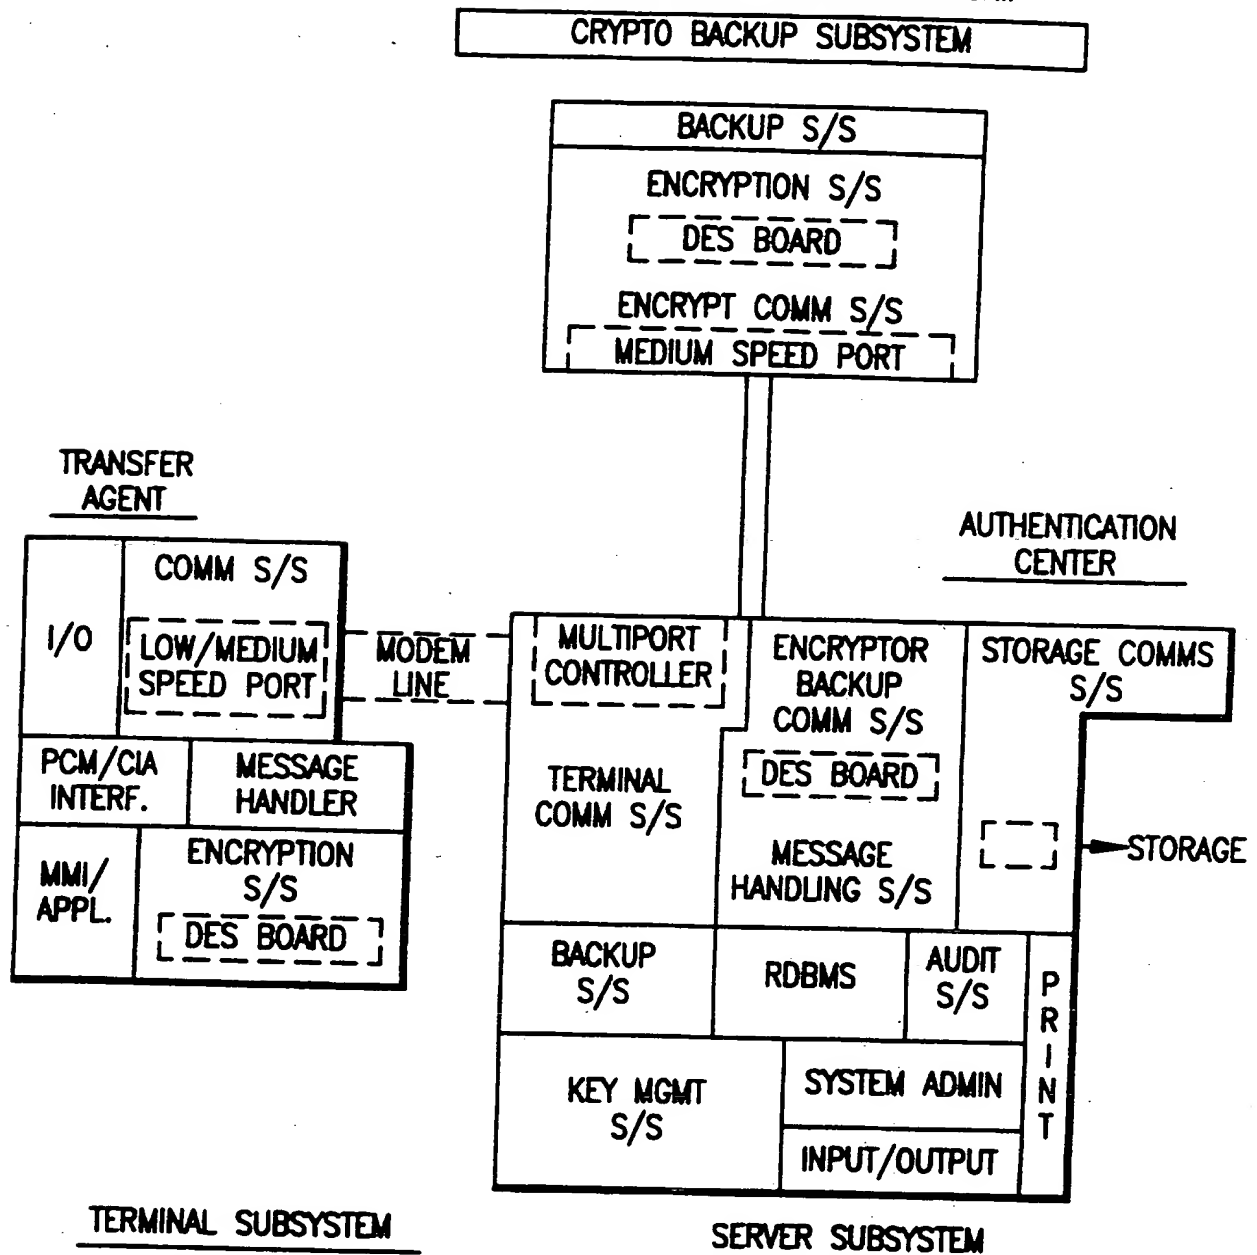 CRYPTO BACKUP SUBSYSTEM
BACKUP S/S
ENCRYPTION S/S
DES BOARD
ENCRYPT COMM S/S
MEDIUM SPEED PORT
TRANSFER
AGENT
COMM S/S
I/O
LOW/MEDIUM
SPEED PORT
MODEM
LINE
PCM/CIA
INTERF.
MESSAGE
HANDLER
MMI/
APPL.
ENCRYPTION
S/S
DES BOARD
TERMINAL SUBSYSTEM
AUTHENTICATION
CENTER
MULTIPORT
CONTROLLER
TERMINAL
COMM S/S
ENCRYPTOR
BACKUP
COMM S/S
DES BOARD
MESSAGE
HANDLING S/S
STORAGE COMMS
S/S
STORAGE
BACKUP
S/S
RDBMS
AUDIT
S/S
PRINT
KEY MGMT
S/S
SYSTEM ADMIN
INPUT/OUTPUT
SERVER SUBSYSTEM